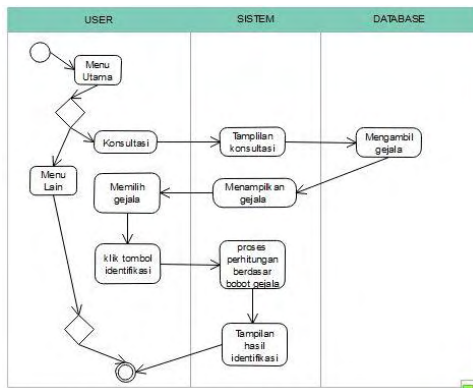 USER
SISTEM
DATABASE
Menu
Utama
Konsultasi
Tamplilan
konsultasi
Mengambil
gejala
Menu
Lain
Memilih
gejala
Menampilkan
gejala
klik tombol
identifikasi
proses
perhitungan
berdasar
bobot gejala
Tampilan
hasil
identifikasi